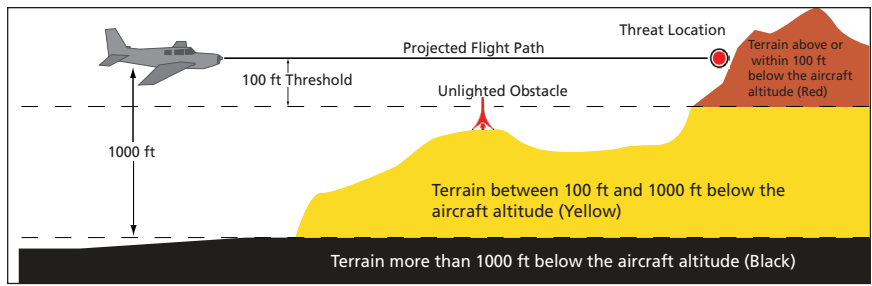 Threat Location
Projected Flight Path
Terrain above or
within 100 ft
below the aircraft
altitude (Red)
100 ft Threshold
Unlighted Obstacle
1000 ft
Terrain between 100 ft and 1000 ft below the
aircraft altitude (Yellow)
Terrain more than 1000 ft below the aircraft altitude (Black)